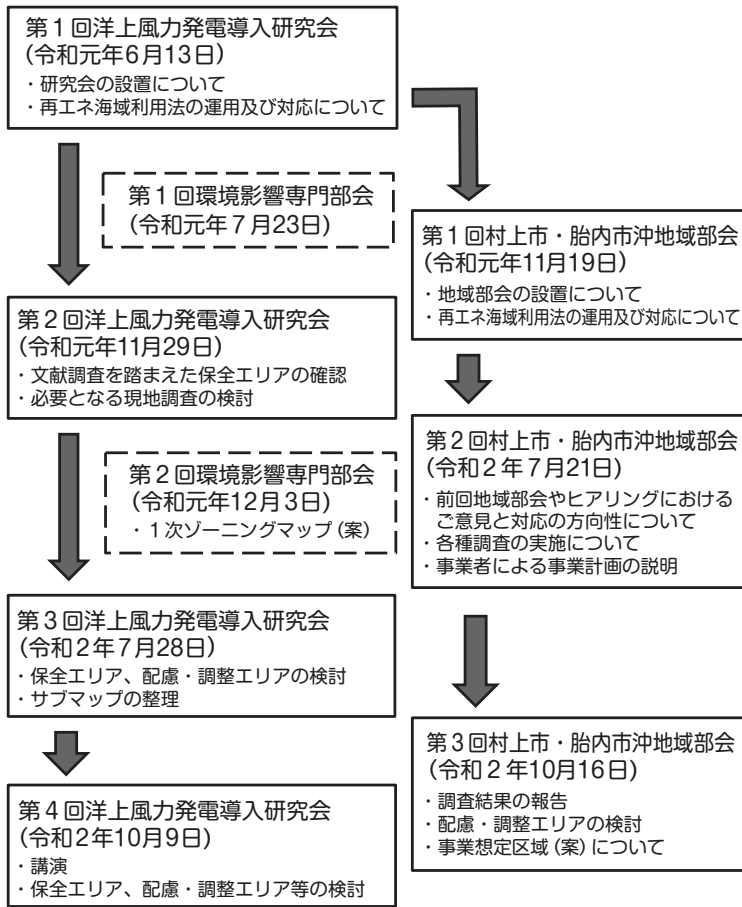 第1回洋上風力発電導入研究会
(令和元年6月13日)
・研究会の設置について
・再エネ海域利用法の運用及び対応について
第1回環境影響専門部会
(令和元年7月23日)
第2回洋上風力発電導入研究会
(令和元年11月29日)
・文献調査を踏まえた保全エリアの確認
・必要となる現地調査の検討
第2回環境影響専門部会
(令和元年12月3日)
・1次ゾーニングマップ(案)
第3回洋上風力発電導入研究会
(令和2年7月28日)
・保全エリア、配慮・調整エリアの検討
・サブマップの整理
第4回洋上風力発電導入研究会
(令和2年10月9日)
・講演
・保全エリア、配慮・調整エリア等の検討
第1回村上市・胎内市沖地域部会
(令和元年11月19日)
・地域部会の設置について
・再エネ海域利用法の運用及び対応について
第2回村上市・胎内市沖地域部会
(令和2年7月21日)
・前回地域部会やヒアリングにおける
ご意見と対応の方向性について
・各種調査の実施について
・事業者による事業計画の説明
第3回村上市・胎内市沖地域部会
(令和2年10月16日)
・調査結果の報告
・配慮・調整エリアの検討
・事業想定区域(案)について